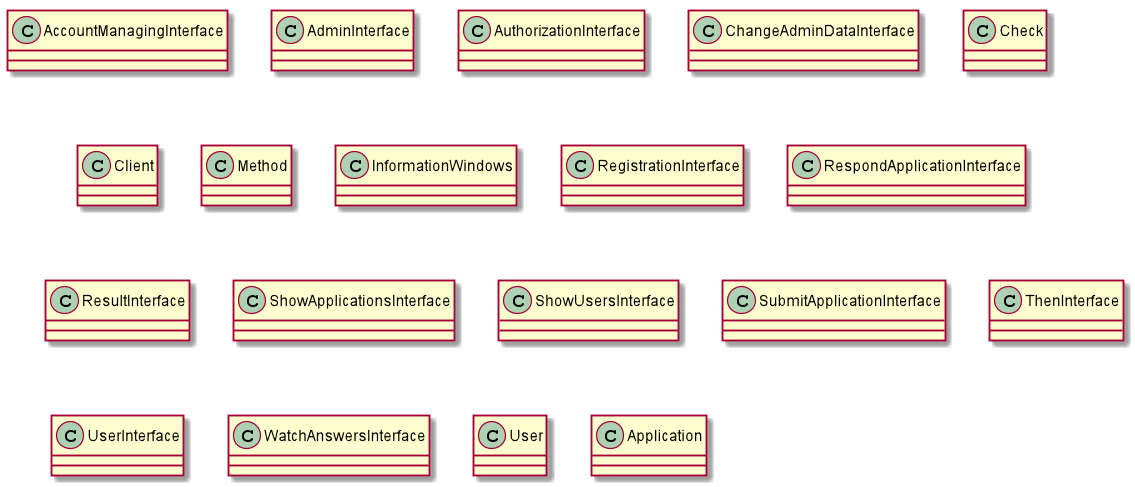 C AccountManagingInterface C AdminInterface C AuthorizationInterface C ChangeAdminDataInterface C Check
C Client C Method C InformationWindows C RegistrationInterface C RespondApplicationInterface
C ResultInterface C ShowApplicationsInterface C ShowUsersInterface C SubmitApplicationInterface C ThenInterface
C UserInterface C WatchAnswersInterface C User C Application